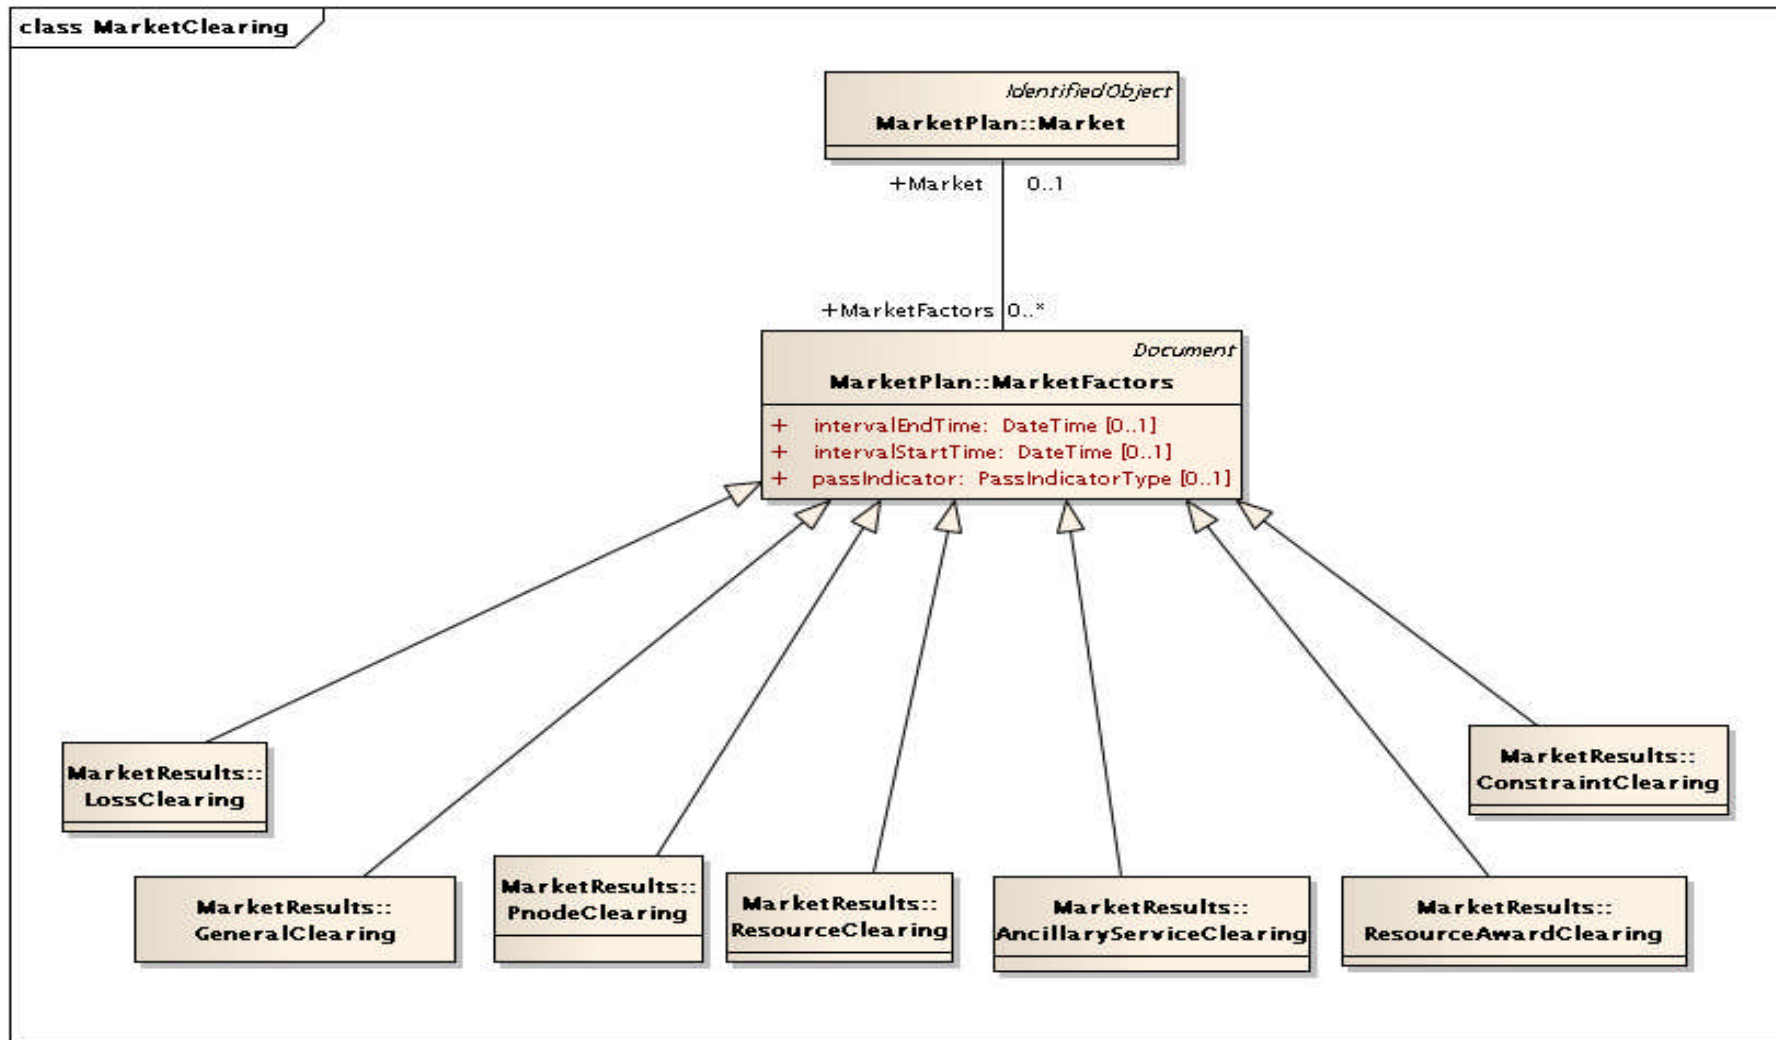 class MarketClearing
IdentifiedObject
MarketPlan::Market
+Market 0..1
+MarketFactors 0..*
Document
MarketPlan::MarketFactors
+ intervalEndTime: DateTime [0..1]
+ intervalStartTime: DateTime [0..1]
+ passIndicator: PassIndicatorType [0..1]
MarketResults::
LossClearing
MarketResults::
GeneralClearing
MarketResults::
PnodeClearing
MarketResults::
ResourceClearing
MarketResults::
AncillaryServiceClearing
MarketResults::
ResourceAwardClearing
MarketResults::
ConstraintClearing